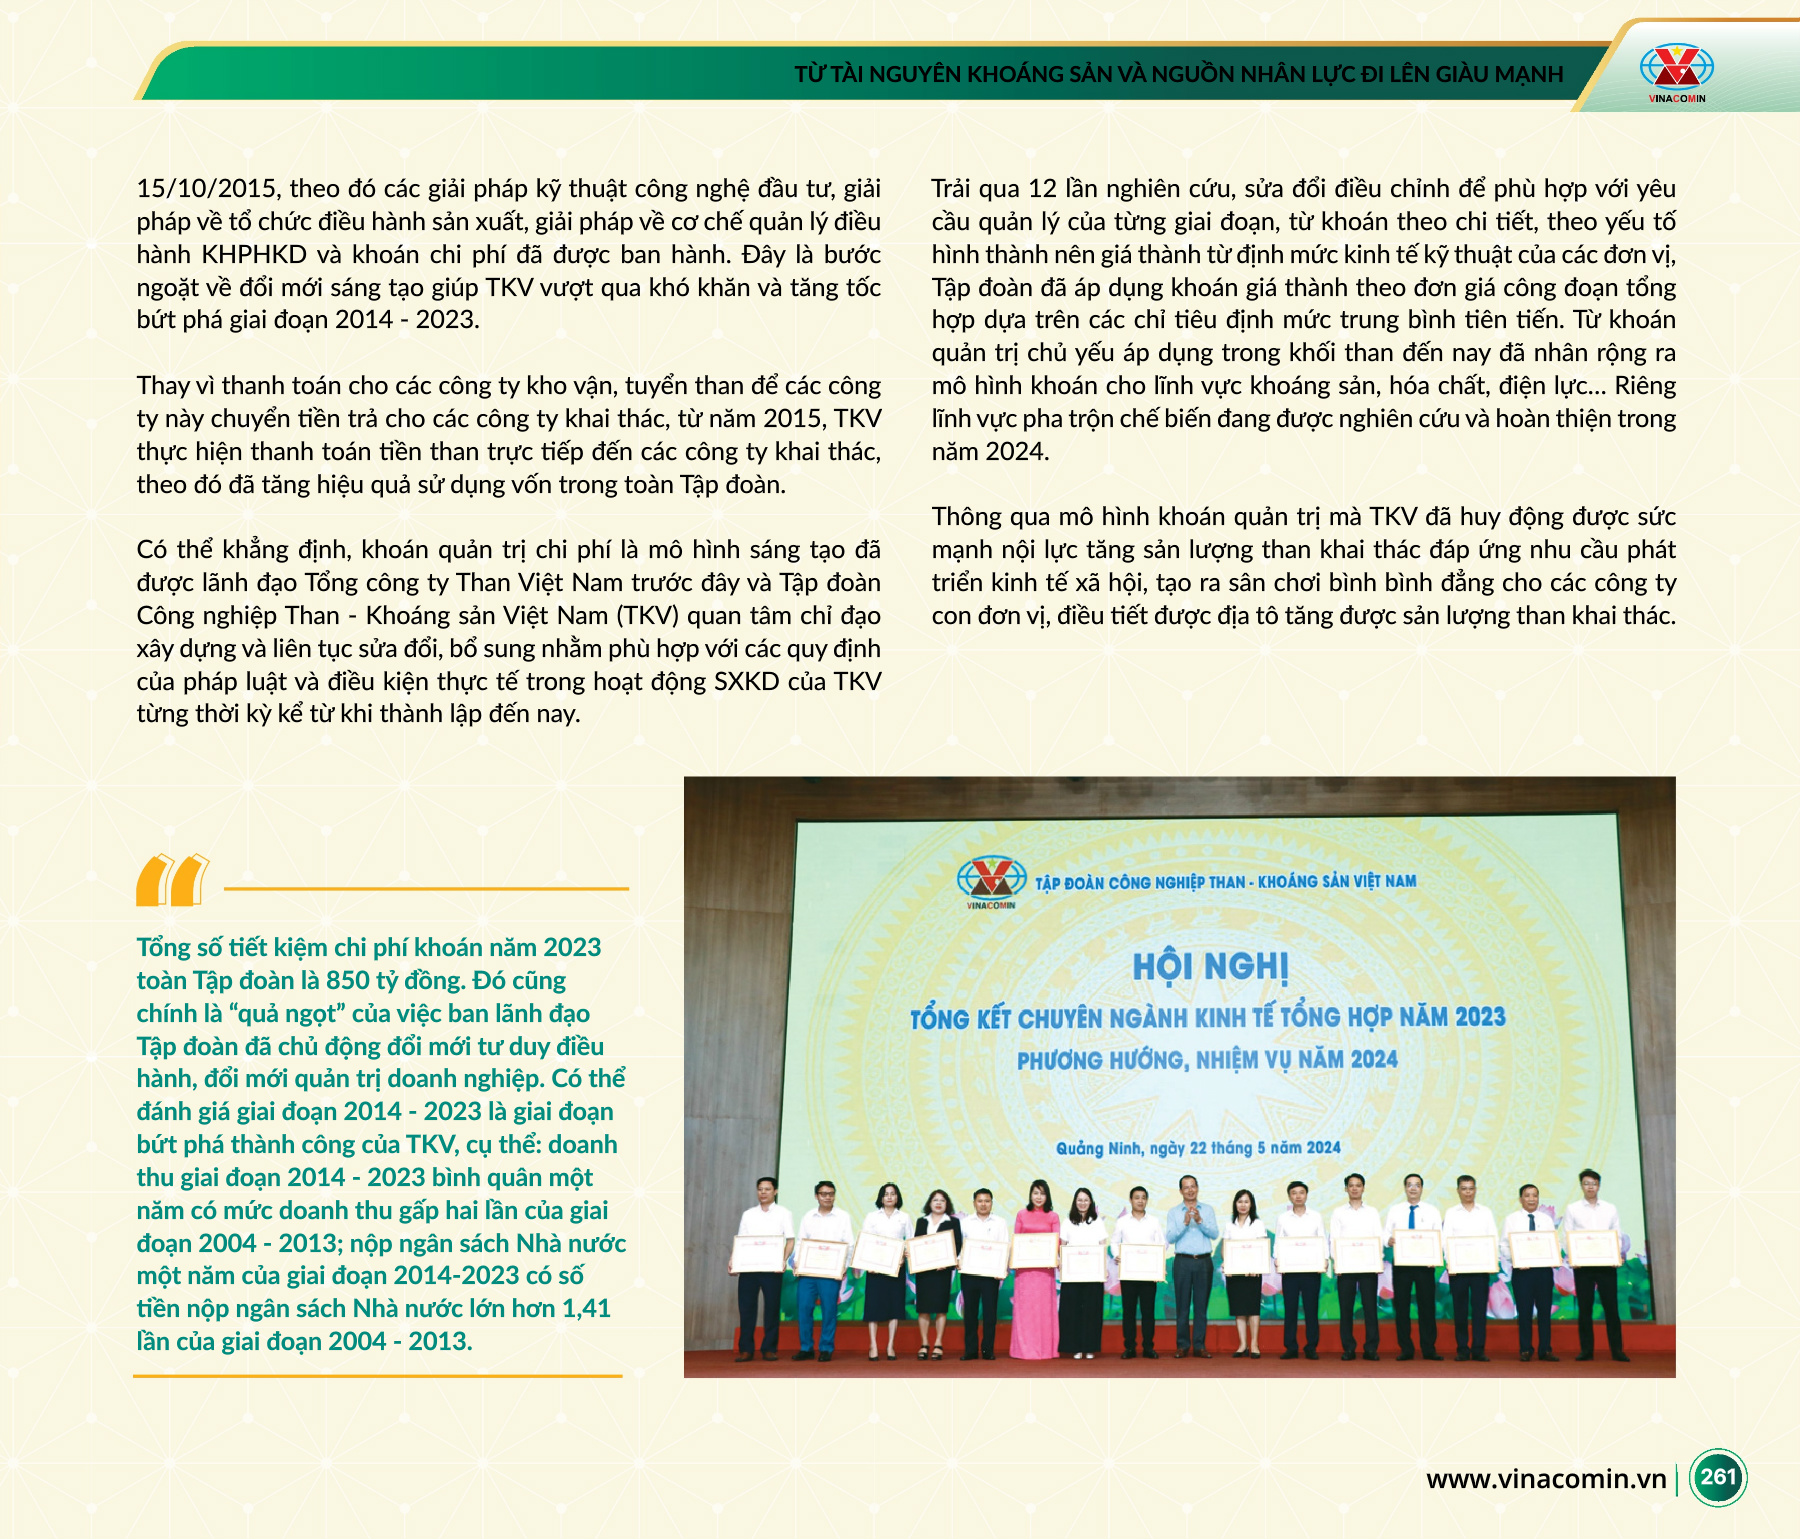 TỪ TÀI NGUYÊN KHOÁNG SẢN VÀ NGUỒN NHÂN LỰC ĐI LÊN GIÀU MẠNH
VINACOMIN
15/10/2015, theo đó các giải pháp kỹ thuật công nghệ đầu tư, giải
pháp về tổ chức điều hành sản xuất, giải pháp về cơ chế quản lý điều
hành KHPHKD và khoán chi phí đã được ban hành. Đây là bước
ngoặt về đổi mới sáng tạo giúp TKV vượt qua khó khăn và tăng tốc
bứt phá giai đoạn 2014 - 2023.
Thay vì thanh toán cho các công ty kho vận, tuyển than để các công
ty này chuyển tiền trả cho các công ty khai thác, từ năm 2015, TKV
thực hiện thanh toán tiền than trực tiếp đến các công ty khai thác,
theo đó đã tăng hiệu quả sử dụng vốn trong toàn Tập đoàn.
Có thể khẳng định, khoán quản trị chi phí là mô hình sáng tạo đã
được lãnh đạo Tổng công ty Than Việt Nam trước đây và Tập đoàn
Công nghiệp Than - Khoáng sản Việt Nam (TKV) quan tâm chỉ đạo
xây dựng và liên tục sửa đổi, bổ sung nhằm phù hợp với các quy định
của pháp luật và điều kiện thực tế trong hoạt động SXKD của TKV
từng thời kỳ kể từ khi thành lập đến nay.
Trải qua 12 lần nghiên cứu, sửa đổi điều chỉnh để phù hợp với yêu
cầu quản lý của từng giai đoạn, từ khoán theo chi tiết, theo yếu tố
hình thành nên giá thành từ định mức kinh tế kỹ thuật của các đơn vị,
Tập đoàn đã áp dụng khoán giá thành theo đơn giá công đoạn tổng
hợp dựa trên các chỉ tiêu định mức trung bình tiên tiến. Từ khoán
quản trị chủ yếu áp dụng trong khối than đến nay đã nhân rộng ra
mô hình khoán cho lĩnh vực khoáng sản, hóa chất, điện lực... Riêng
lĩnh vực pha trộn chế biến đang được nghiên cứu và hoàn thiện trong
năm 2024.
Thông qua mô hình khoán quản trị mà TKV đã huy động được sức
mạnh nội lực tăng sản lượng than khai thác đáp ứng nhu cầu phát
triển kinh tế xã hội, tạo ra sân chơi bình bình đẳng cho các công ty
con đơn vị, điều tiết được địa tô tăng được sản lượng than khai thác.
Tổng số tiết kiệm chi phí khoán năm 2023
toàn Tập đoàn là 850 tỷ đồng. Đó cũng
chính là “quả ngọt” của việc ban lãnh đạo
Tập đoàn đã chủ động đổi mới tư duy điều
hành, đổi mới quản trị doanh nghiệp. Có thể
đánh giá giai đoạn 2014 - 2023 là giai đoạn
bứt phá thành công của TKV, cụ thể: doanh
thu giai đoạn 2014 - 2023 bình quân một
năm có mức doanh thu gấp hai lần của giai
đoạn 2004 - 2013; nộp ngân sách Nhà nước
một năm của giai đoạn 2014-2023 có số
tiền nộp ngân sách Nhà nước lớn hơn 1,41
lần của giai đoạn 2004 - 2013.
VINACOMIN
TẬP ĐOÀN CÔNG NGHIỆP THAN - KHOÁNG SẢN VIỆT NAM
HỘI NGHỊ
TỔNG KẾT CHUYÊN NGÀNH KINH TẾ TỔNG HỢP NĂM 2023
PHƯƠNG HƯỚNG, NHIỆM VỤ NĂM 2024
Quảng Ninh, ngày 22 tháng 5 năm 2024
www.vinacomin.vn
261